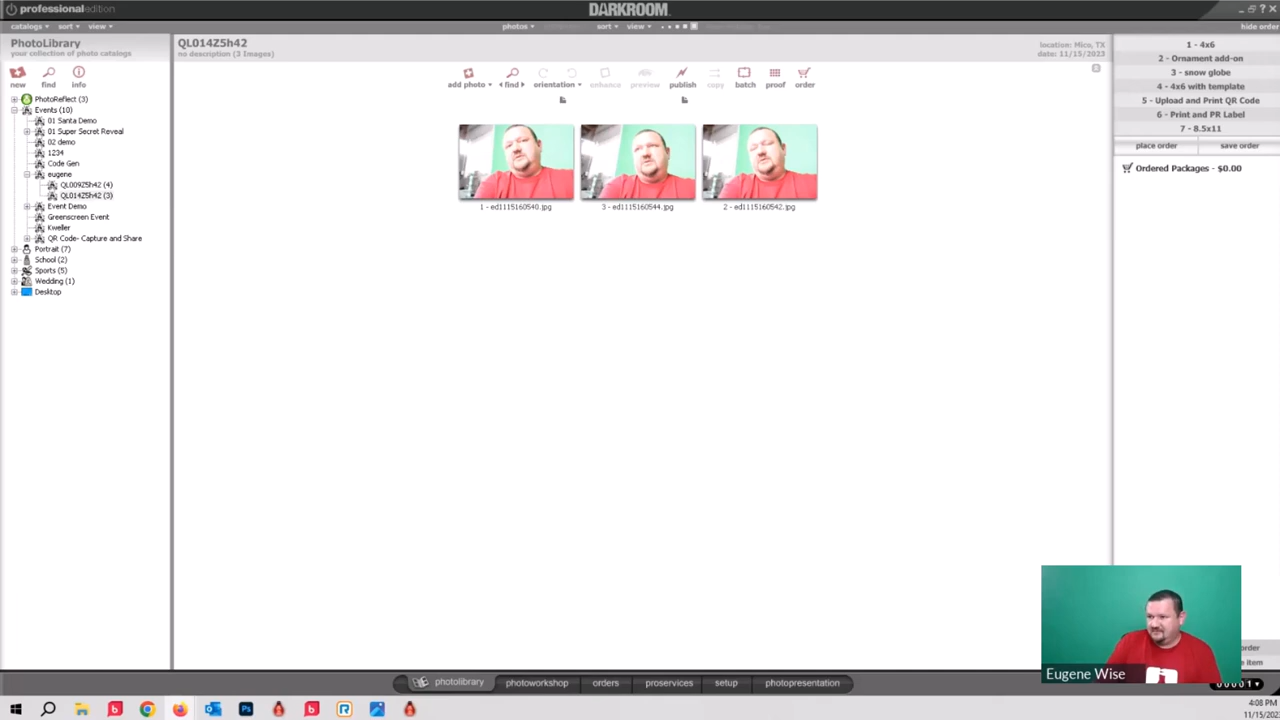 professionaledition
DARKROOM
catalogs sort view
photos sort view
hide order
PhotoLibrary
your collection of photo catalogs
QL014Z5h42
no description (3 Images)
location: Mico, TX
date: 11/15/2023
new find info
add photo find orientation enhance preview publish copy batch proof order
PhotoReflect (3)
Events (10)
01 Santa Demo
01 Super Secret Reveal
02 demo
1234
Code Gen
eugene
QL009Z5h42 (4)
QL014Z5h42 (3)
Event Demo
Greenscreen Event
Kweller
QR Code- Capture and Share
Portrait (7)
School (2)
Sports (5)
Wedding (1)
Desktop
1 - ed1115160540.jpg
3 - ed1115160544.jpg
2 - ed1115160542.jpg
1 - 4x6
2 - Ornament add-on
3 - snow globe
4 - 4x6 with template
5 - Upload and Print QR Code
6 - Print and PR Label
7 - 8.5x11
place order save order
Ordered Packages - $0.00
order
item
Eugene Wise
photolibrary photoworkshop orders proservices setup photopresentation
4:08 PM
11/15/202